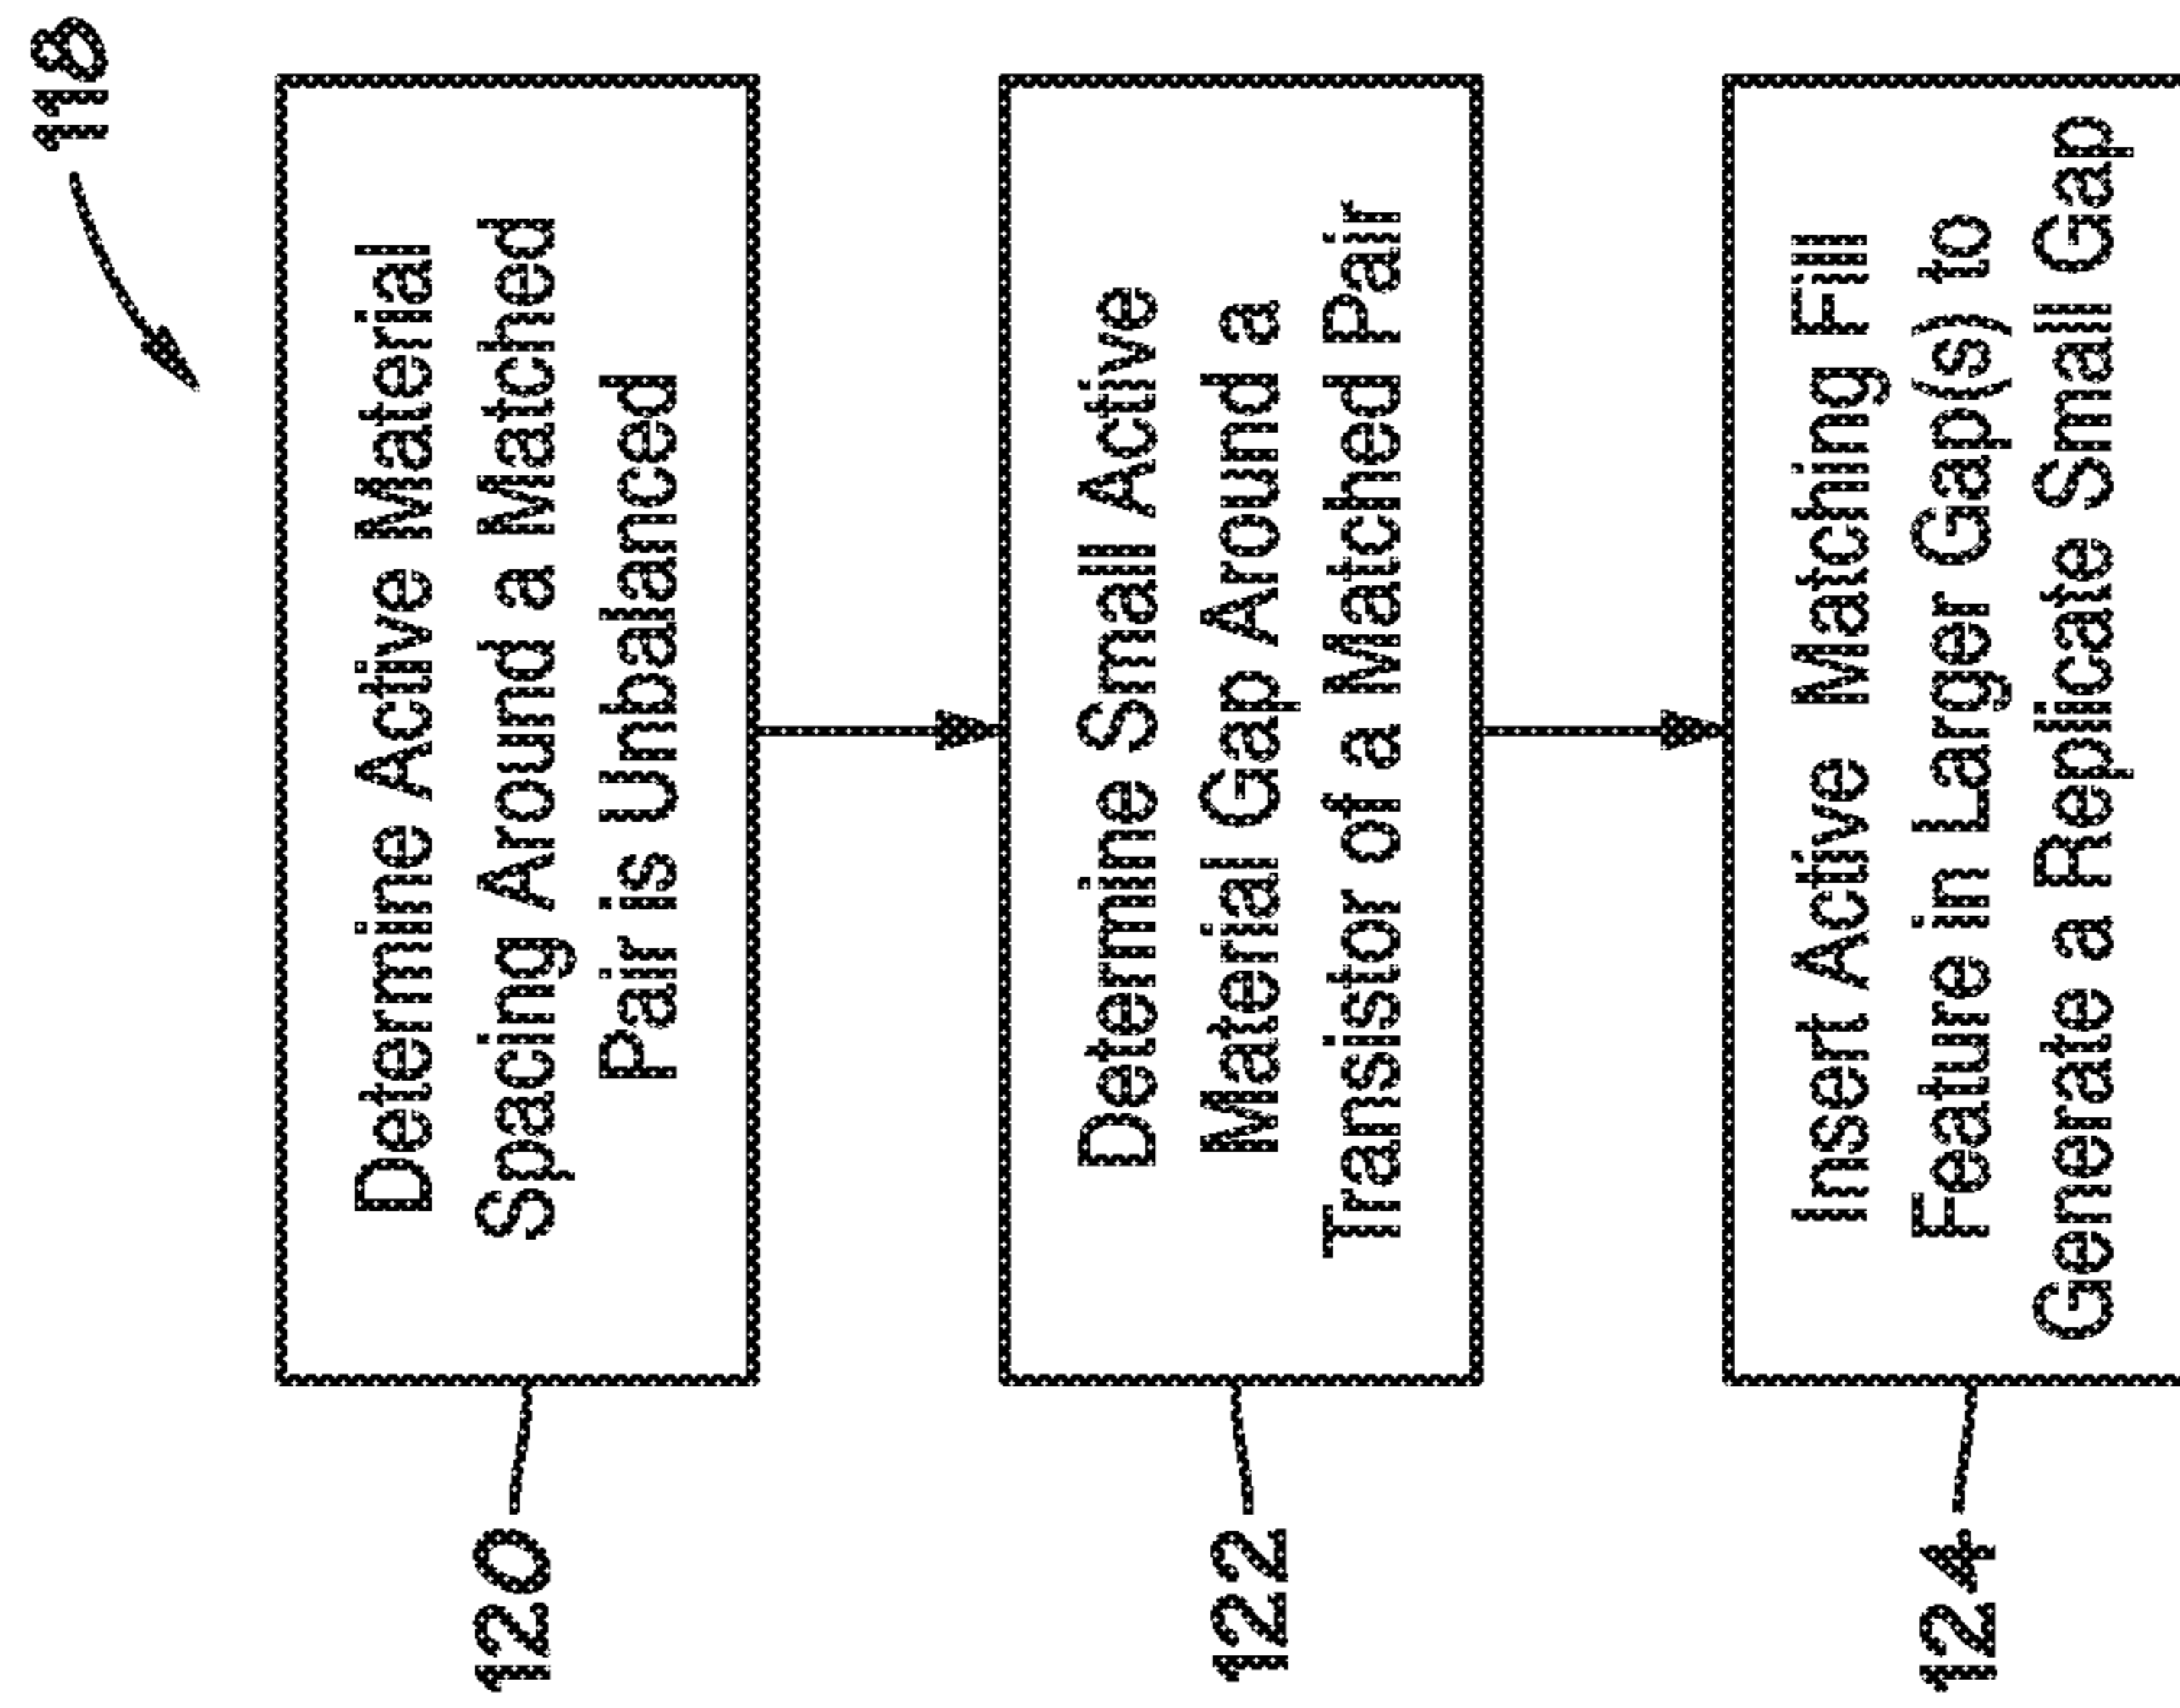 118
Determine Active Material
Spacing Around a Matched
Pair is Unbalanced
120
Determine Small Active
Material Gap Around a
Transistor of a Matched Pair
122
Insert Active Matching Fill
Feature in Larger Gap(s) to
Generate a Replicate Small Gap
124